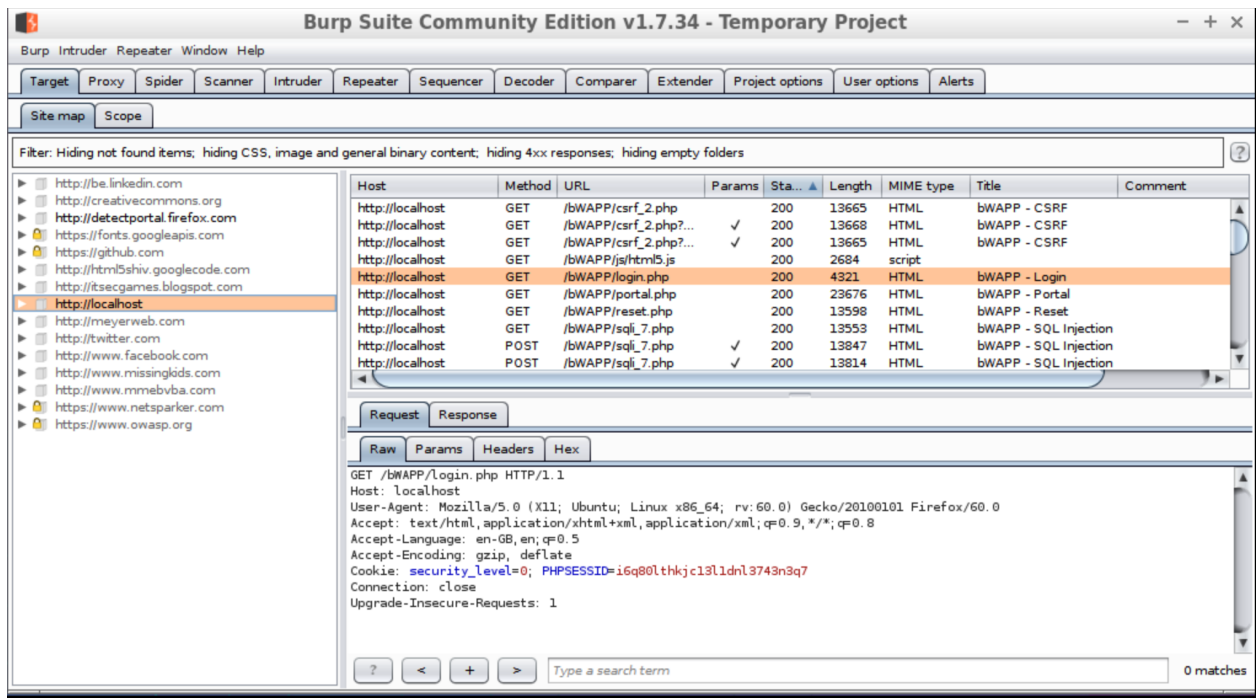 Burp Suite Community Edition v1.7.34 - Temporary Project
Burp Intruder Repeater Window Help
Target Proxy Spider Scanner Intruder Repeater Sequencer Decoder Comparer Extender Project options User options Alerts
Site map Scope
Filter: Hiding not found items; hiding CSS, image and general binary content; hiding 4xx responses; hiding empty folders
?
http://be.linkedin.com
http://creativecommons.org
http://detectportal.firefox.com
https://fonts.googleapis.com
https://github.com
http://html5shiv.googlecode.com
http://itsecgames.blogspot.com
http://localhost
http://meyerweb.com
http://twitter.com
http://www.facebook.com
http://www.missingkids.com
http://www.mmebvba.com
https://www.netsparker.com
https://www.owasp.org
Host Method URL Params Sta... ▲ Length MIME type Title Comment
http://localhost GET /bWAPP/csrf_2.php 200 13665 HTML bWAPP - CSRF
http://localhost GET /bWAPP/csrf_2.php?... ✓ 200 13668 HTML bWAPP - CSRF
http://localhost GET /bWAPP/csrf_2.php?... ✓ 200 13665 HTML bWAPP - CSRF
http://localhost GET /bWAPP/js/html5.js 200 2684 script
http://localhost GET /bWAPP/login.php 200 4321 HTML bWAPP - Login
http://localhost GET /bWAPP/portal.php 200 23676 HTML bWAPP - Portal
http://localhost GET /bWAPP/reset.php 200 13598 HTML bWAPP - Reset
http://localhost GET /bWAPP/sqli_7.php 200 13553 HTML bWAPP - SQL Injection
http://localhost POST /bWAPP/sqli_7.php ✓ 200 13847 HTML bWAPP - SQL Injection
http://localhost POST /bWAPP/sqli_7.php ✓ 200 13814 HTML bWAPP - SQL Injection
Request Response
Raw Params Headers Hex
GET /bWAPP/login.php HTTP/1.1
Host: localhost
User-Agent: Mozilla/5.0 (X11; Ubuntu; Linux x86_64; rv:60.0) Gecko/20100101 Firefox/60.0
Accept: text/html,application/xhtml+xml,application/xml;q=0.9,*/*;q=0.8
Accept-Language: en-GB,en;q=0.5
Accept-Encoding: gzip, deflate
Cookie: security_level=0; PHPSESSID=i6q80lthkjc13l1dnl3743n3q7
Connection: close
Upgrade-Insecure-Requests: 1
? < + > Type a search term 0 matches